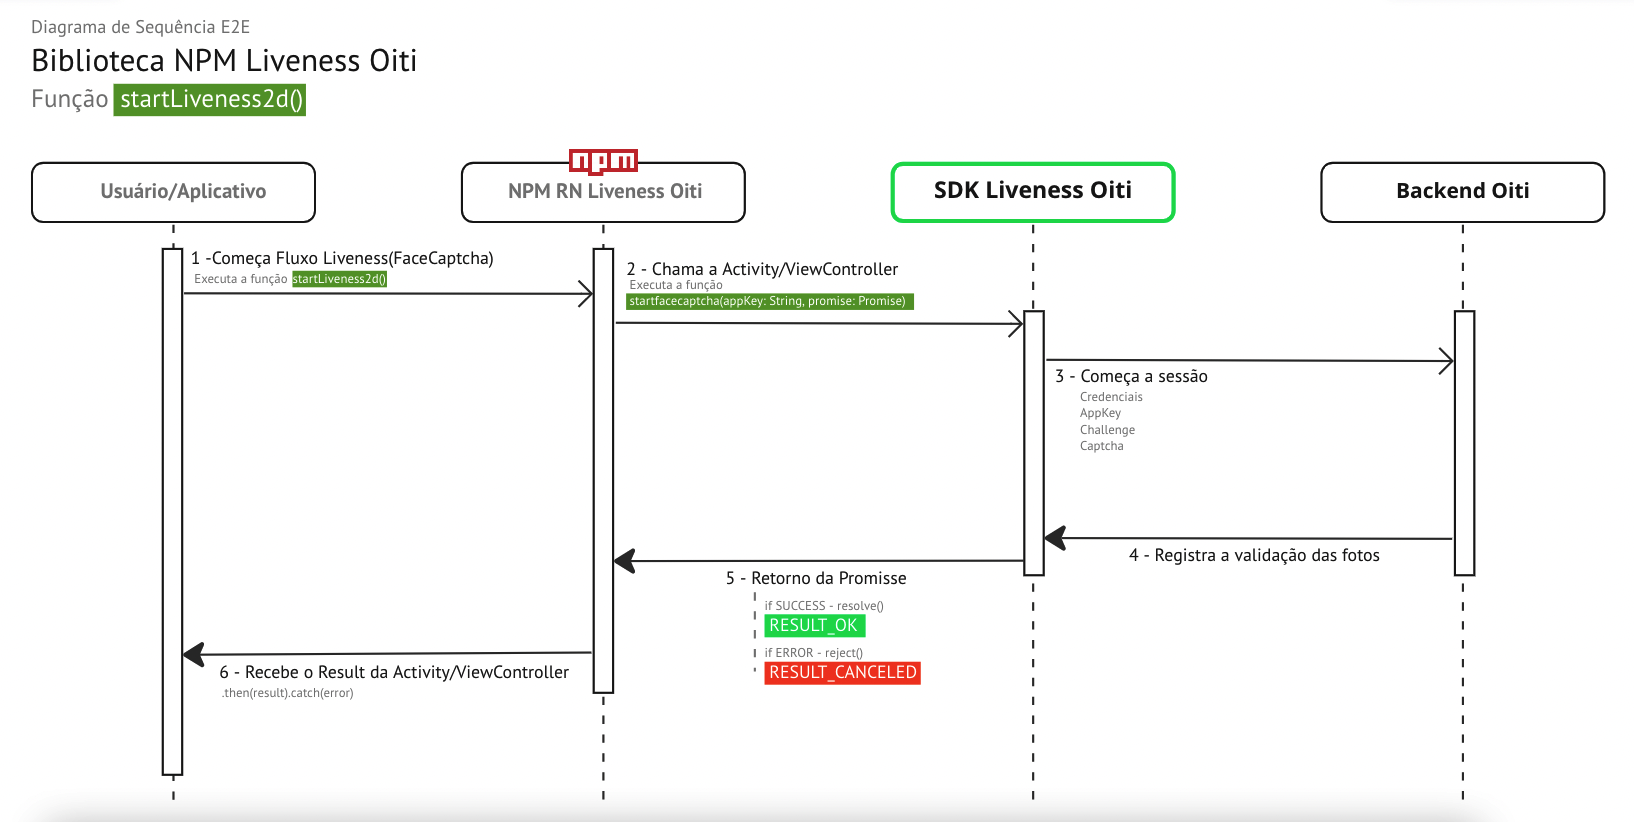 Diagrama de Sequência E2E
Biblioteca NPM Liveness Oiti
Função startLiveness2d()
npm
Usuário/Aplicativo
NPM RN Liveness Oiti
SDK Liveness Oiti
Backend Oiti
1 -Começa Fluxo Liveness(FaceCaptcha)
Executa a função startLiveness2d()
2 - Chama a Activity/ViewController
Executa a função
startfacecaptcha(appKey: String, promise: Promise)
3 - Começa a sessão
Credenciais
AppKey
Challenge
Captcha
4 - Registra a validação das fotos
5 - Retorno da Promisse
if SUCCESS - resolve()
RESULT_OK
if ERROR - reject()
RESULT_CANCELED
6 - Recebe o Result da Activity/ViewController
.then(result).catch(error)